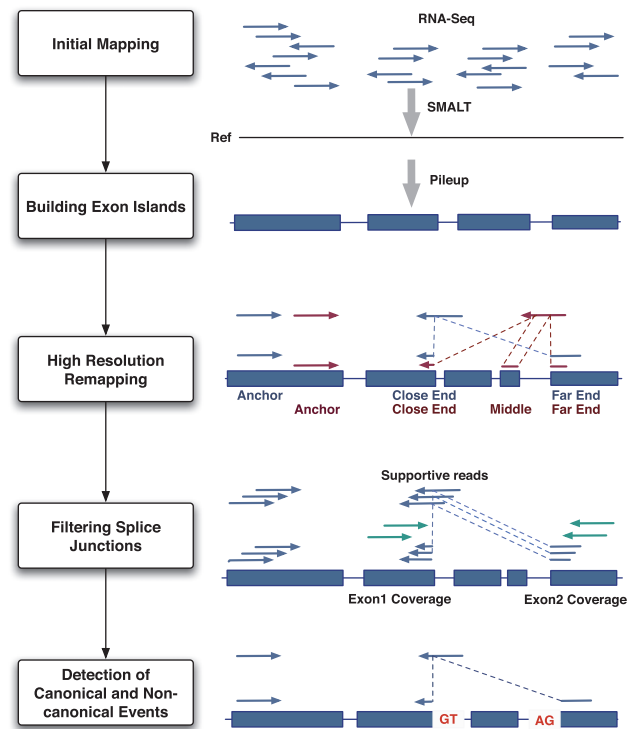 Initial Mapping
RNA-Seq
SMALT
Ref
Building Exon Islands
Pileup
High Resolution
Remapping
Anchor
Close End
Far End
Anchor
Close End
Middle
Far End
Filtering Splice
Junctions
Supportive reads
Exon1 Coverage
Exon2 Coverage
Detection of
Canonical and Non-
canonical Events
GT
AG